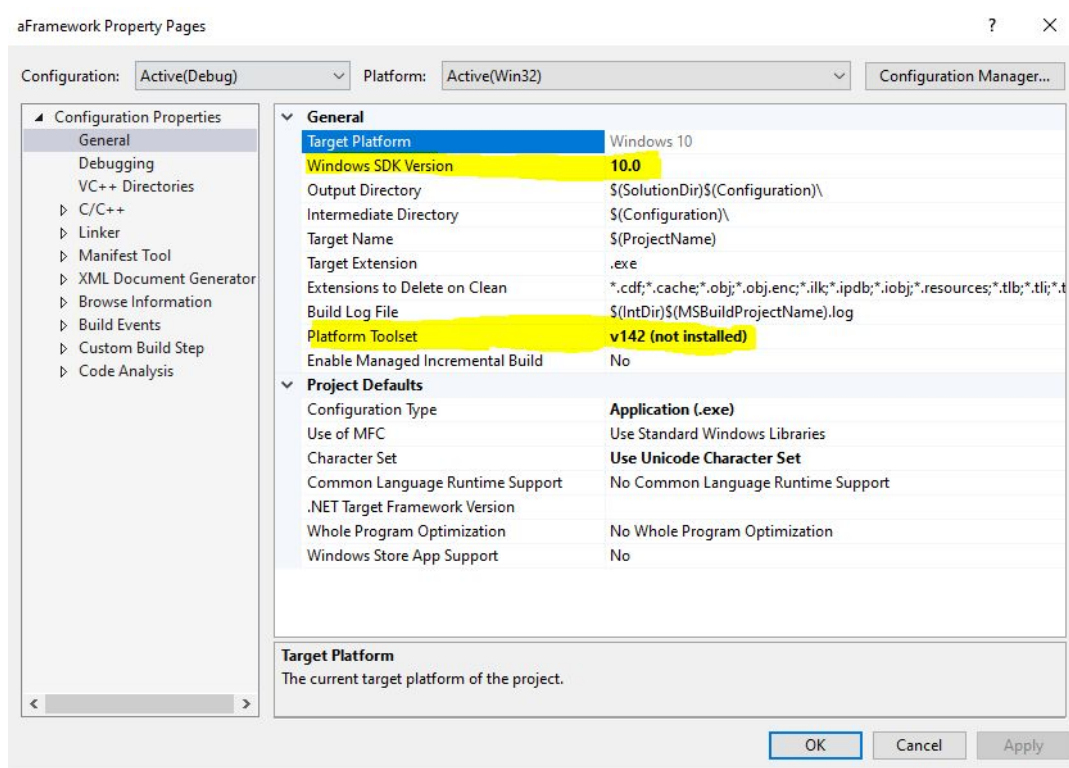 aFramework Property Pages ? ×
Configuration: Active(Debug) Platform: Active(Win32) Configuration Manager...
Configuration Properties
General
Debugging
VC++ Directories
C/C++
Linker
Manifest Tool
XML Document Generator
Browse Information
Build Events
Custom Build Step
Code Analysis
General
Target Platform Windows 10
Windows SDK Version 10.0
Output Directory $(SolutionDir)$(Configuration)\
Intermediate Directory $(Configuration)\
Target Name $(ProjectName)
Target Extension .exe
Extensions to Delete on Clean *.cdf;*.cache;*.obj;*.obj.enc;*.ilk;*.ipdb;*.iobj;*.resources;*.tlb;*.tli;*.t
Build Log File $(IntDir)$(MSBuildProjectName).log
Platform Toolset v142 (not installed)
Enable Managed Incremental Build No
Project Defaults
Configuration Type Application (.exe)
Use of MFC Use Standard Windows Libraries
Character Set Use Unicode Character Set
Common Language Runtime Support No Common Language Runtime Support
.NET Target Framework Version
Whole Program Optimization No Whole Program Optimization
Windows Store App Support No
Target Platform
The current target platform of the project.
OK Cancel Apply